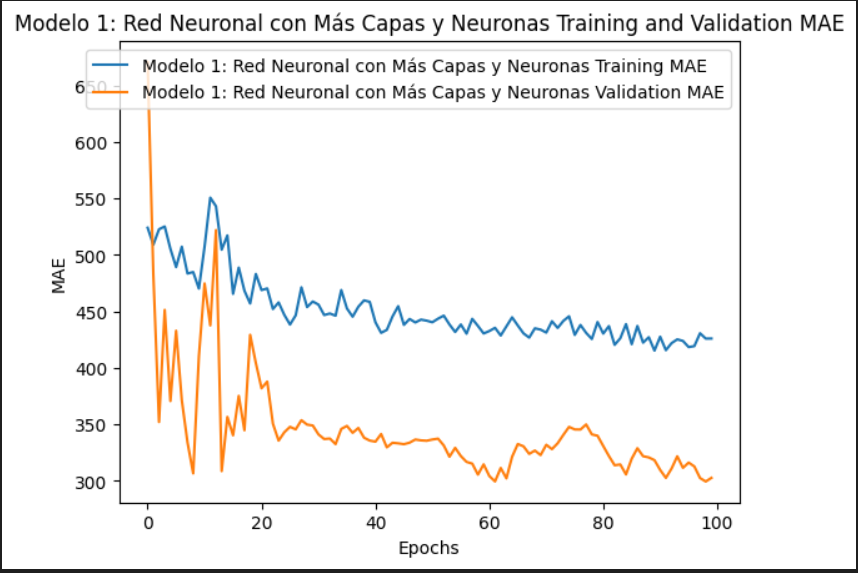 Modelo 1: Red Neuronal con Más Capas y Neuronas Training and Validation MAE
Modelo 1: Red Neuronal con Más Capas y Neuronas Training MAE
Modelo 1: Red Neuronal con Más Capas y Neuronas Validation MAE
650
600
550
500
450
400
350
300
MAE
0 20 40 60 80 100
Epochs